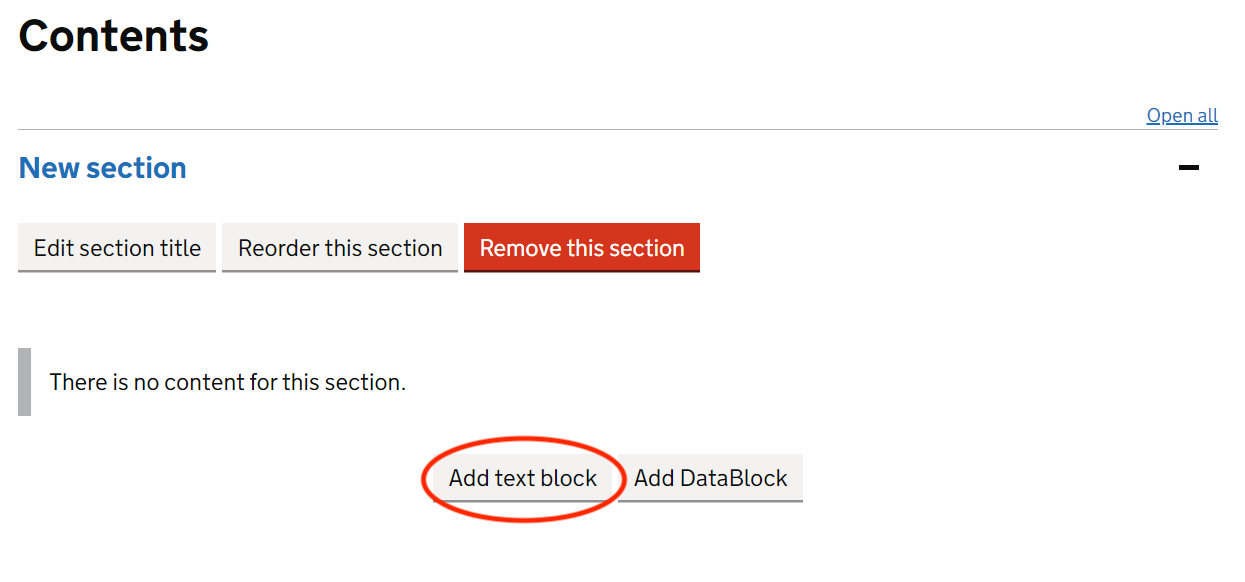 Contents
Open all
New section
Edit section title Reorder this section Remove this section
There is no content for this section.
Add text block Add DataBlock